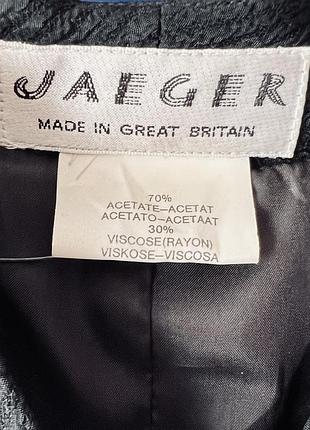 JAEGER
MADE IN GREAT BRITAIN
70%
ACETATE-ACETAT
ACETATO-ACETAAT
30%
VISCOSE(RAYON)
VISKOSE-VISCOSA